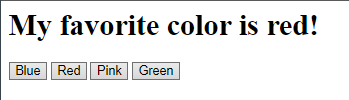 My favorite color is red!
Blue Red Pink Green